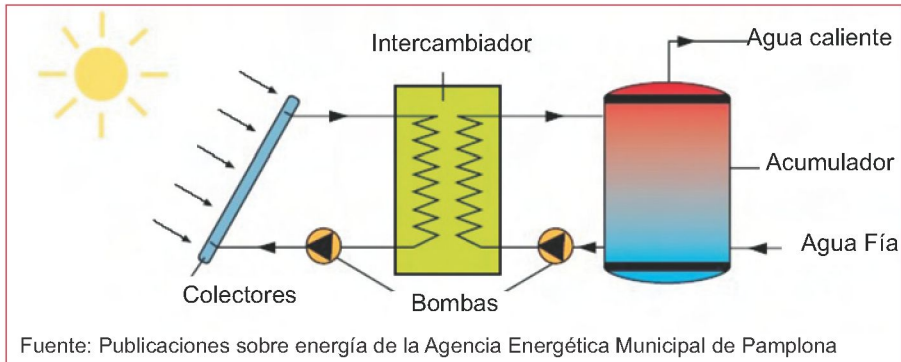 Intercambiador
Agua caliente
Acumulador
Agua Fía
Colectores
Bombas
Fuente: Publicaciones sobre energía de la Agencia Energética Municipal de Pamplona